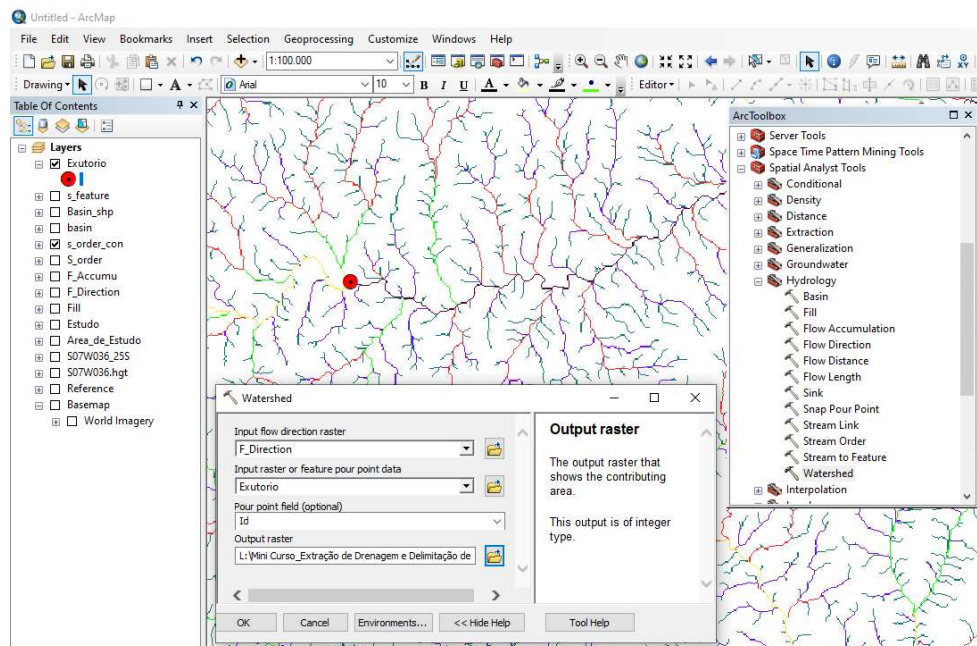 Untitled - ArcMap
File Edit View Bookmarks Insert Selection Geoprocessing Customize Windows Help
1:100.000
Drawing Arial 10 B I U A Editor
Table Of Contents
Layers
Exutorio
s_feature
Basin_shp
basin
s_order_con
S_order
F_Accumu
F_Direction
Fill
Estudo
Area_de_Estudo
S07W036_25S
S07W036.hgt
Reference
Basemap
World Imagery
ArcToolbox
Server Tools
Space Time Pattern Mining Tools
Spatial Analyst Tools
Conditional
Density
Distance
Extraction
Generalization
Groundwater
Hydrology
Basin
Fill
Flow Accumulation
Flow Direction
Flow Distance
Flow Length
Sink
Snap Pour Point
Stream Link
Stream Order
Stream to Feature
Watershed
Interpolation
Watershed
Input flow direction raster
F_Direction
Input raster or feature pour point data
Exutorio
Pour point field (optional)
Id
Output raster
L:\Mini Curso_Extração de Drenagem e Delimitação de
Output raster
The output raster that
shows the contributing
area.
This output is of integer
type.
OK Cancel Environments... << Hide Help Tool Help